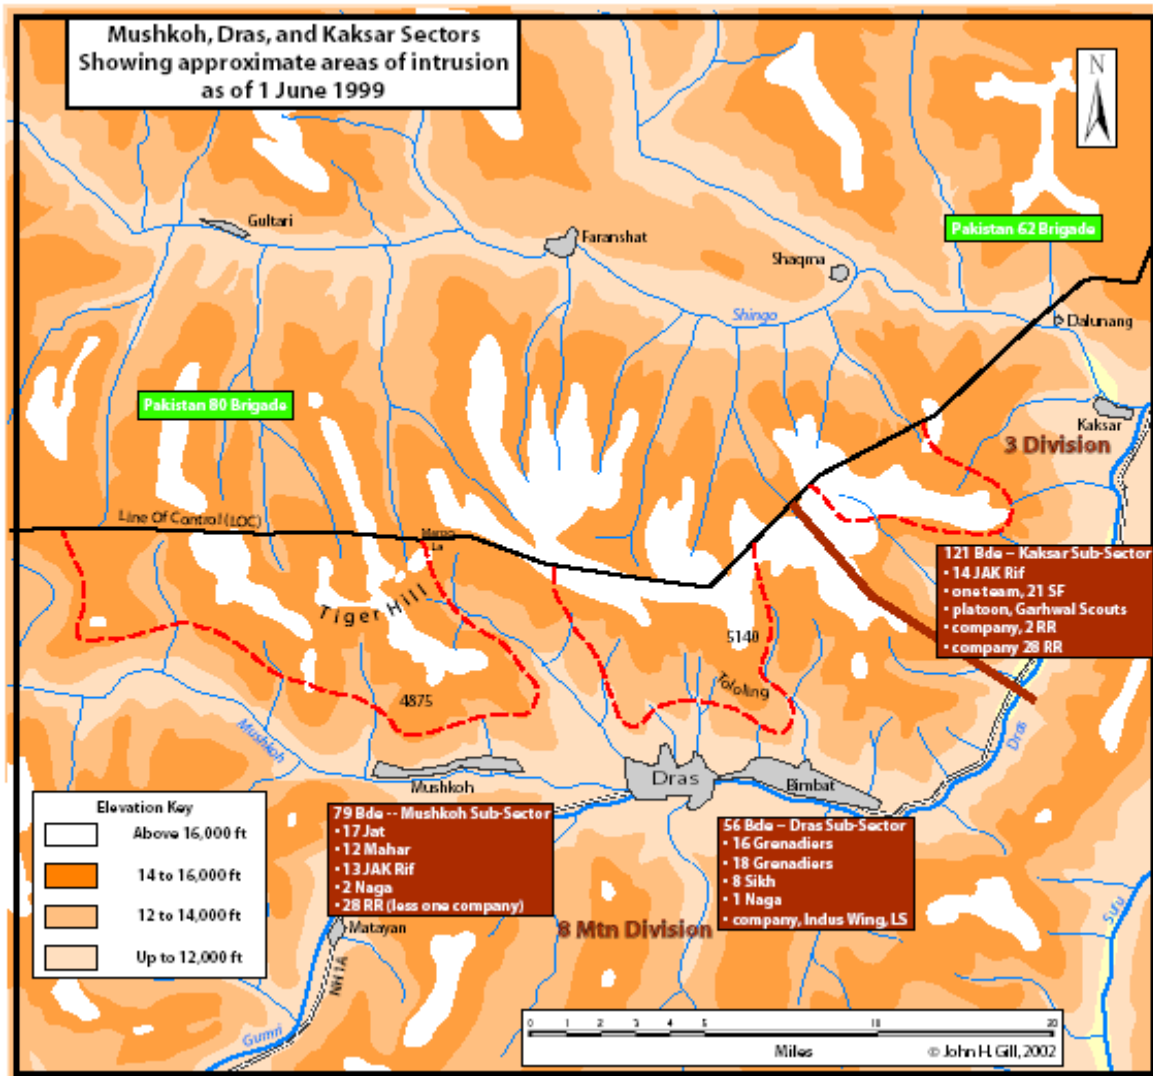 Mushkoh, Dras, and Kaksar Sectors
Showing approximate areas of intrusion
as of 1 June 1999
N
Gultari
Faranshat
Pakistan 62 Brigade
Shaqma
Shingo
Dalunang
Pakistan 80 Brigade
Kaksar
3 Division
Line Of Control (LOC)
La
Tiger Hill
121 Bde – Kaksar Sub-Sector
• 14 JAK Rif
• one team, 21 SF
• platoon, Garhwal Scouts
• company, 2 RR
• company 28 RR
5140
Tololing
4875
Mushkoh
Dras
Mushkoh
Dras
Bimbat
Elevation Key
Above 16,000 ft
14 to 16,000 ft
12 to 14,000 ft
Up to 12,000 ft
79 Bde -- Mushkoh Sub-Sector
• 17 Jat
• 12 Mahar
• 13 JAK Rif
• 2 Naga
• 28 RR (less one company)
56 Bde – Dras Sub-Sector
• 16 Grenadiers
• 18 Grenadiers
• 8 Sikh
• 1 Naga
• company, Indus Wing, LS
8 Mtn Division
Matayan
NH 1A
Gumri
Suru
0 1 2 3 4 5 10 20
Miles
© John H. Gill, 2002